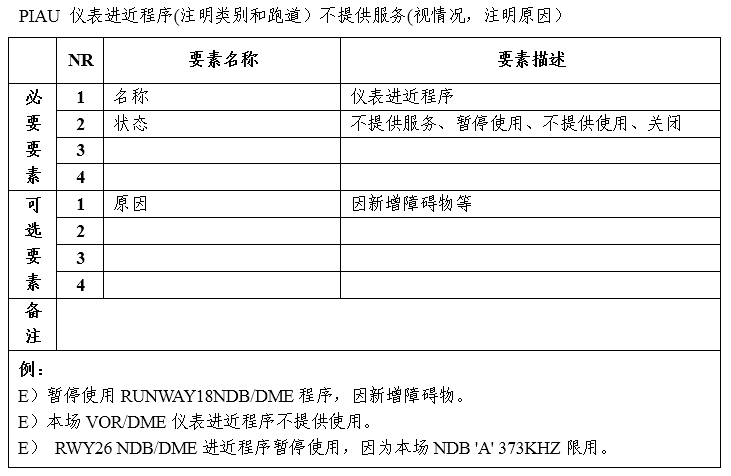 PIAU 仪表进近程序(注明类别和跑道）不提供服务(视情况，注明原因）
NR 要素名称 要素描述
必要要素
1 名称 仪表进近程序
2 状态 不提供服务、暂停使用、不提供使用、关闭
3
4
可选要素
1 原因 因新增障碍物等
2
3
4
备注
例：
E）暂停使用 RUNWAY18NDB/DME 程序，因新增障碍物。
E）本场 VOR/DME 仪表进近程序不提供使用。
E） RWY26 NDB/DME 进近程序暂停使用，因为本场 NDB 'A' 373KHZ 限用。